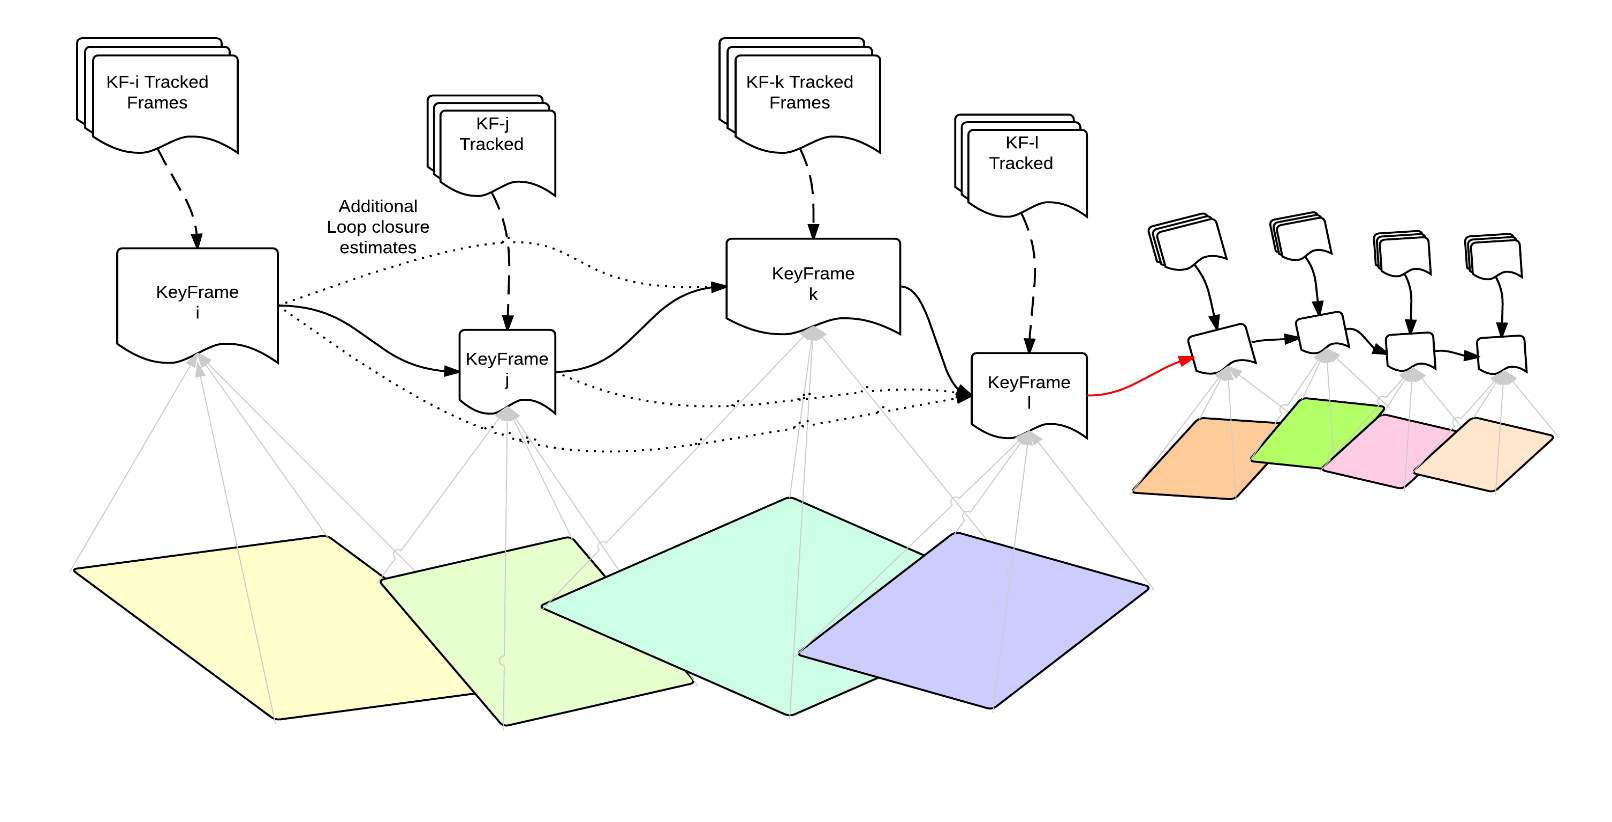 KF-i Tracked
Frames
KF-j
Tracked
KF-k Tracked
Frames
KF-l
Tracked
Additional
Loop closure
estimates
KeyFrame
i
KeyFrame
j
KeyFrame
k
KeyFrame
l